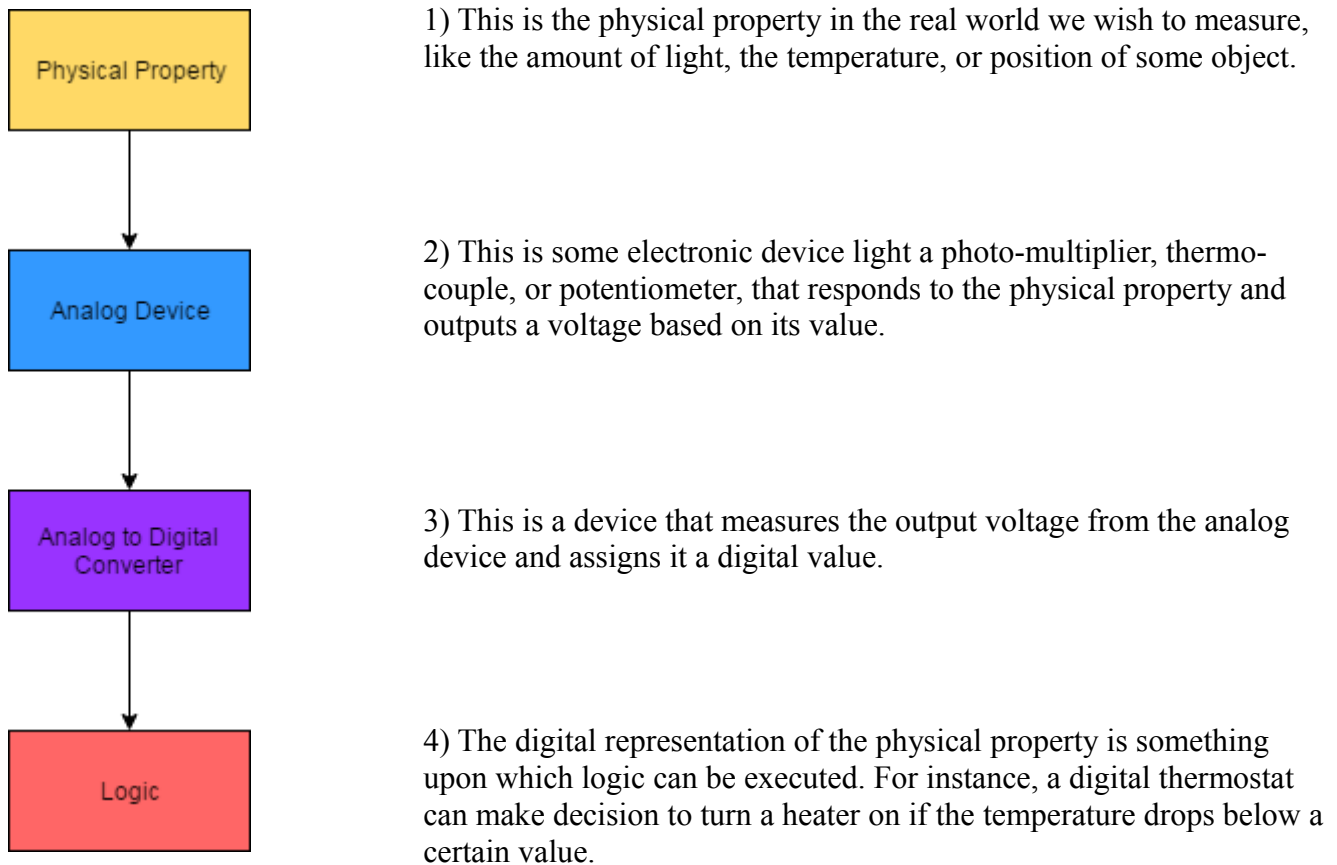 Physical Property
1) This is the physical property in the real world we wish to measure,
like the amount of light, the temperature, or position of some object.
Analog Device
2) This is some electronic device light a photo-multiplier, thermo-
couple, or potentiometer, that responds to the physical property and
outputs a voltage based on its value.
Analog to Digital
Converter
3) This is a device that measures the output voltage from the analog
device and assigns it a digital value.
Logic
4) The digital representation of the physical property is something
upon which logic can be executed. For instance, a digital thermostat
can make decision to turn a heater on if the temperature drops below a
certain value.